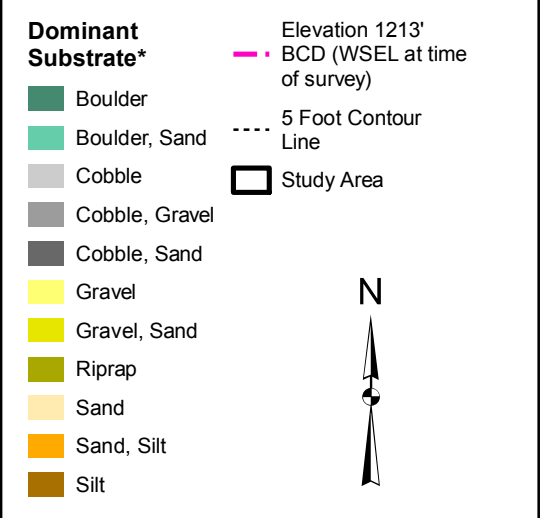 Dominant
Substrate*
Boulder
Boulder, Sand
Cobble
Cobble, Gravel
Cobble, Sand
Gravel
Gravel, Sand
Riprap
Sand
Sand, Silt
Silt
Elevation 1213'
BCD (WSEL at time
of survey)
5 Foot Contour
Line
Study Area
N